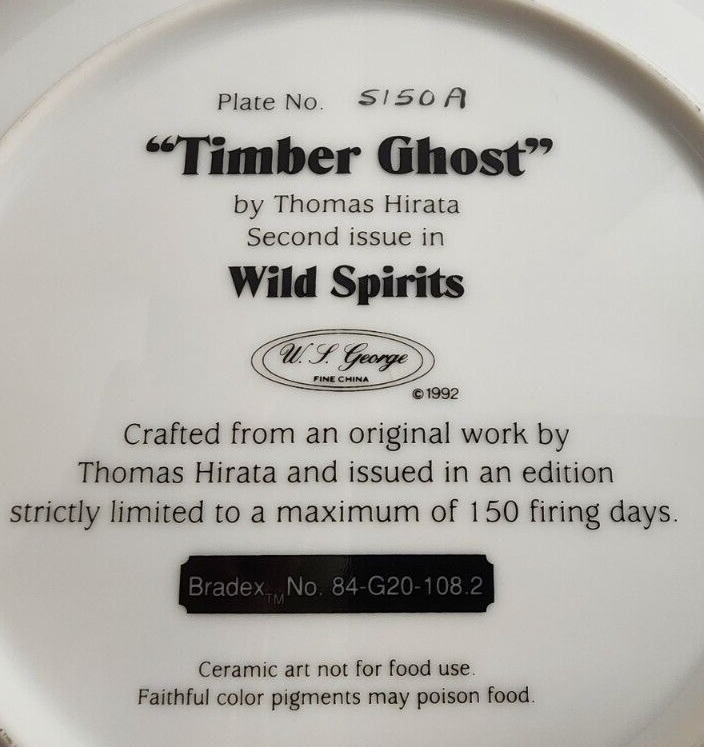 Plate No. 5150A
“Timber Ghost”
by Thomas Hirata
Second issue in
Wild Spirits
W. S. George
FINE CHINA
©1992
Crafted from an original work by
Thomas Hirata and issued in an edition
strictly limited to a maximum of 150 firing days.
Bradex™ No. 84-G20-108.2
Ceramic art not for food use.
Faithful color pigments may poison food.